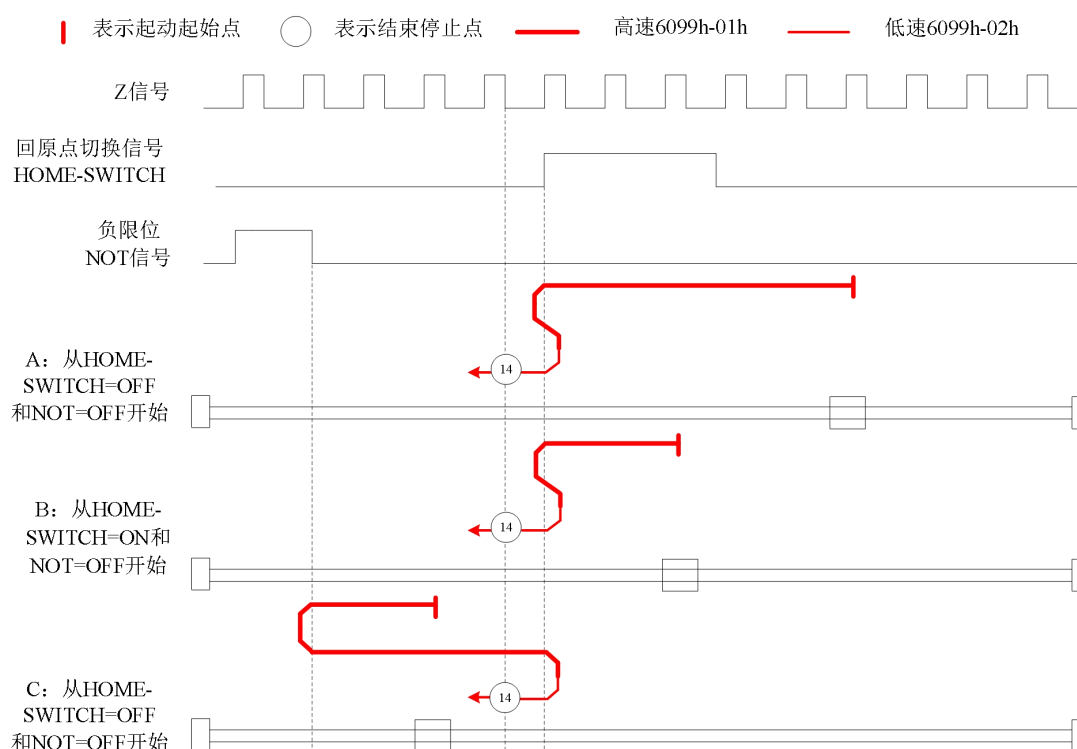 表示起动起始点 表示结束停止点 高速6099h-01h 低速6099h-02h
Z信号
回原点切换信号
HOME-SWITCH
负限位
NOT信号
A：从HOME-
SWITCH=OFF
和NOT=OFF开始
14
B：从HOME-
SWITCH=ON和
NOT=OFF开始
14
C：从HOME-
SWITCH=OFF
和NOT=OFF开始
14